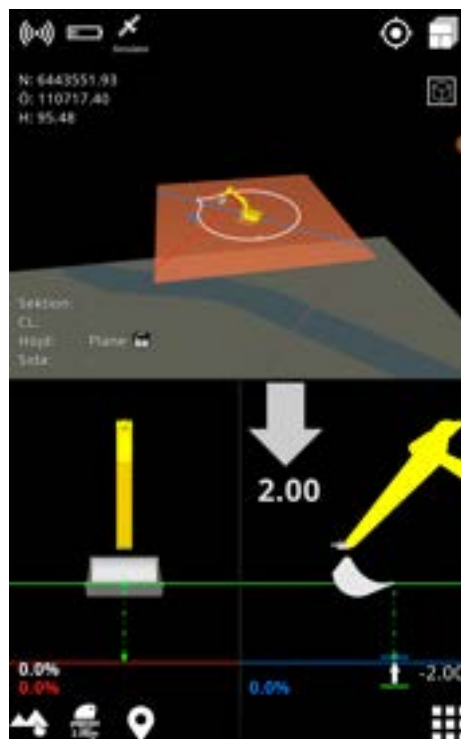 Simulator
N: 6443551.93
Ö: 110717.40
H: 95.48
Sektion:
CL:
Höjd: Plane:
Sida:
2.00
0.0%
0.0%
0.0%
-2.00